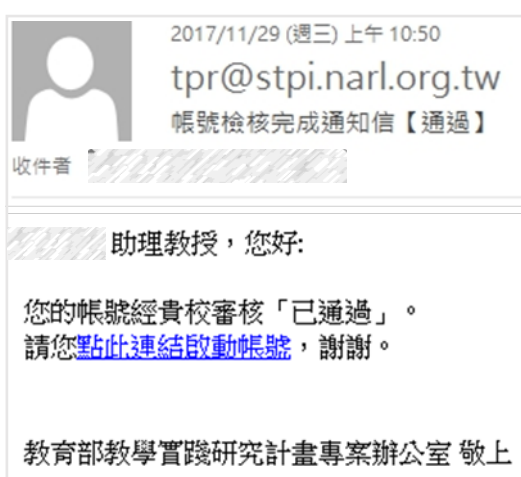 2017/11/29 (週三) 上午 10:50
tpr@stpi.narl.org.tw
帳號檢核完成通知信【通過】
收件者
助理教授，您好:
您的帳號經貴校審核「已通過」。
請您點此連結啟動帳號，謝謝。
教育部教學實踐研究計畫專案辦公室 敬上